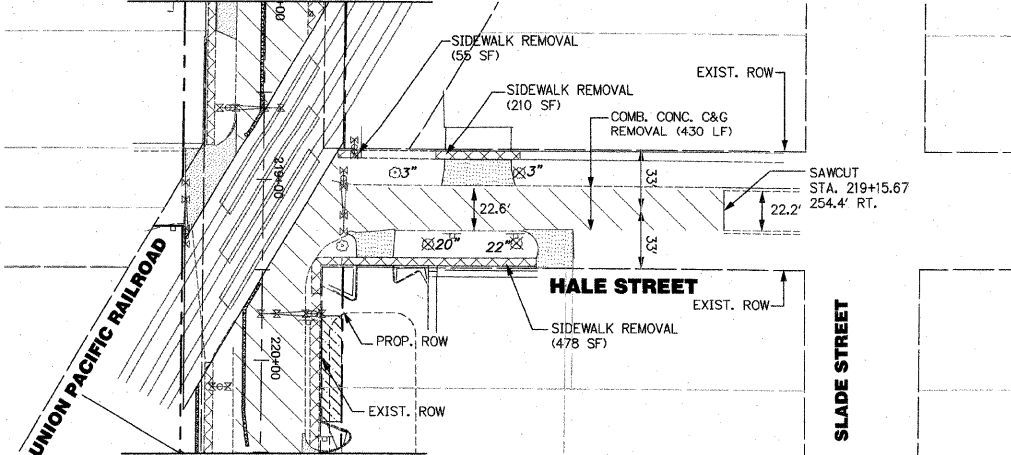 00
SIDEWALK REMOVAL
(55 SF)
SIDEWALK REMOVAL
(210 SF)
EXIST. ROW
COMB. CONC. C&G
REMOVAL (430 LF)
219+00
3"
3"
33'
SAWCUT
STA. 219+15.67
254.4' RT.
22.6'
22.2'
20"
22"
33'
HALE STREET
EXIST. ROW
SIDEWALK REMOVAL
(478 SF)
PROP. ROW
220+00
EXIST. ROW
UNION PACIFIC RAILROAD
SLADE STREET